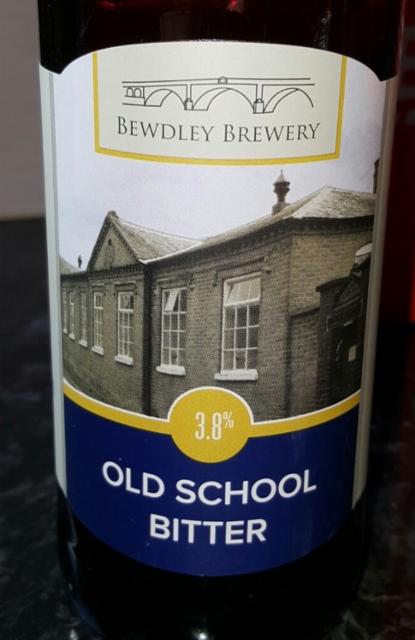 BEWDLEY BREWERY
3.8%
OLD SCHOOL
BITTER